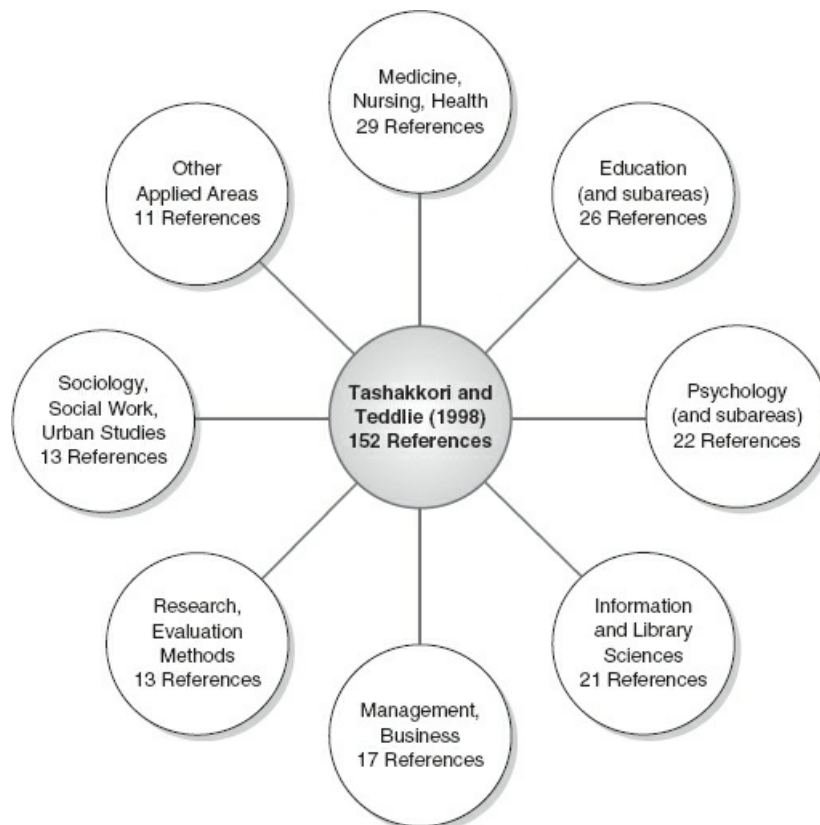 Medicine,
Nursing, Health
29 References
Education
(and subareas)
26 References
Psychology
(and subareas)
22 References
Information
and Library
Sciences
21 References
Management,
Business
17 References
Research,
Evaluation
Methods
13 References
Sociology,
Social Work,
Urban Studies
13 References
Other
Applied Areas
11 References
Tashakkori and
Teddlie (1998)
152 References